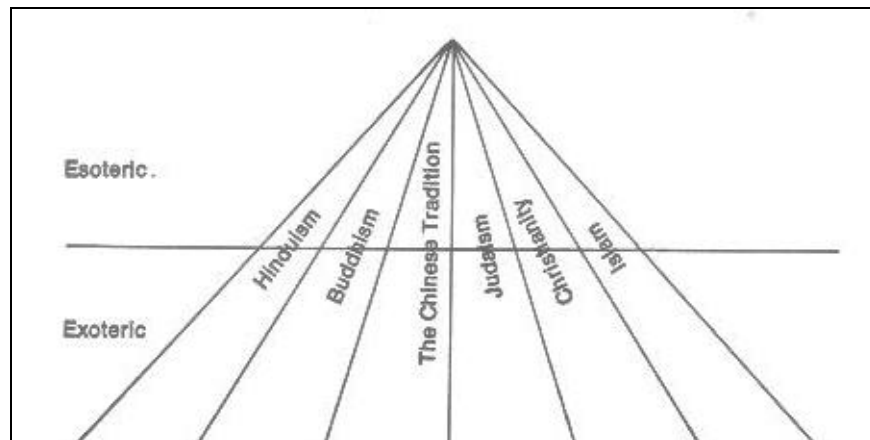 Esoteric.
Hinduism
Buddhism
The Chinese Tradition
Judaism
Christianity
Islam
Exoteric